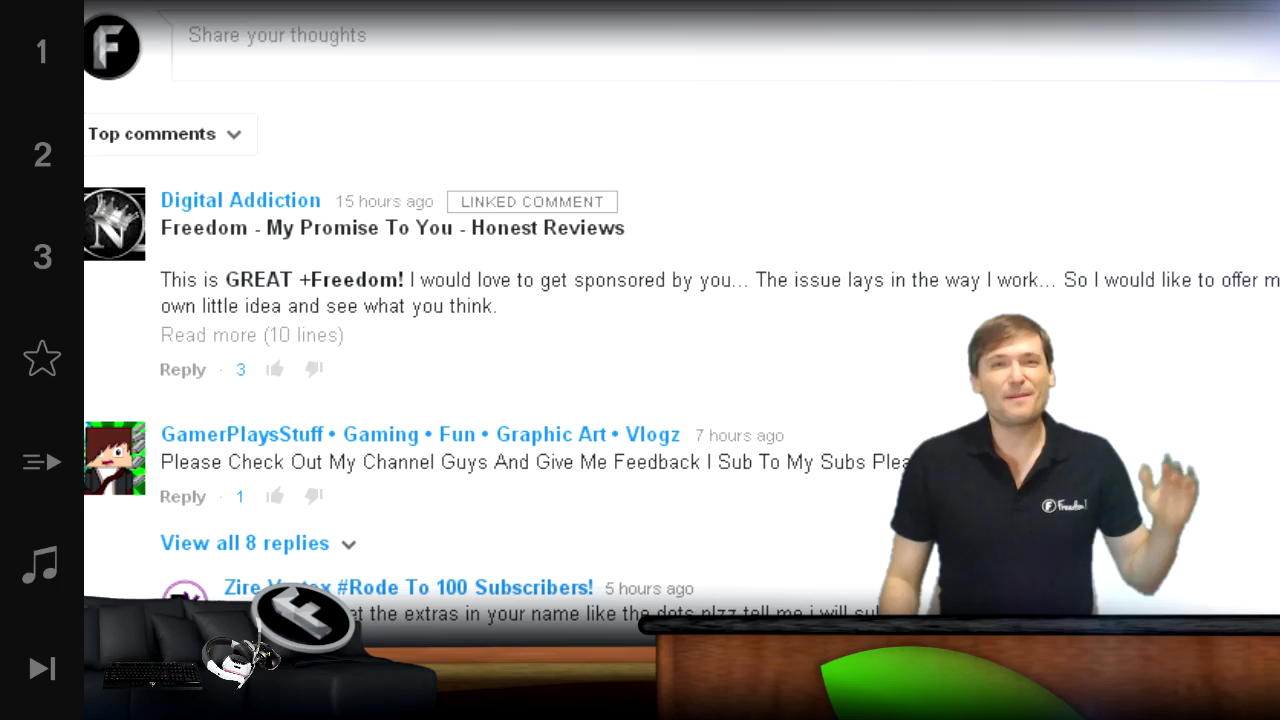 1
2
3
F
Share your thoughts
Top comments
Digital Addiction 15 hours ago LINKED COMMENT
Freedom - My Promise To You - Honest Reviews
This is GREAT +Freedom! I would love to get sponsored by you... The issue lays in the way I work... So I would like to offer m
own little idea and see what you think.
Read more (10 lines)
Reply · 3
GamerPlaysStuff • Gaming • Fun • Graphic Art • Vlogz 7 hours ago
Please Check Out My Channel Guys And Give Me Feedback I Sub To My Subs Plea
Reply · 1
View all 8 replies
Zire #Rode To 100 Subscribers! 5 hours ago
et the extras in your name like the dots plzz tell me i will sul
N
F
F Freedom!